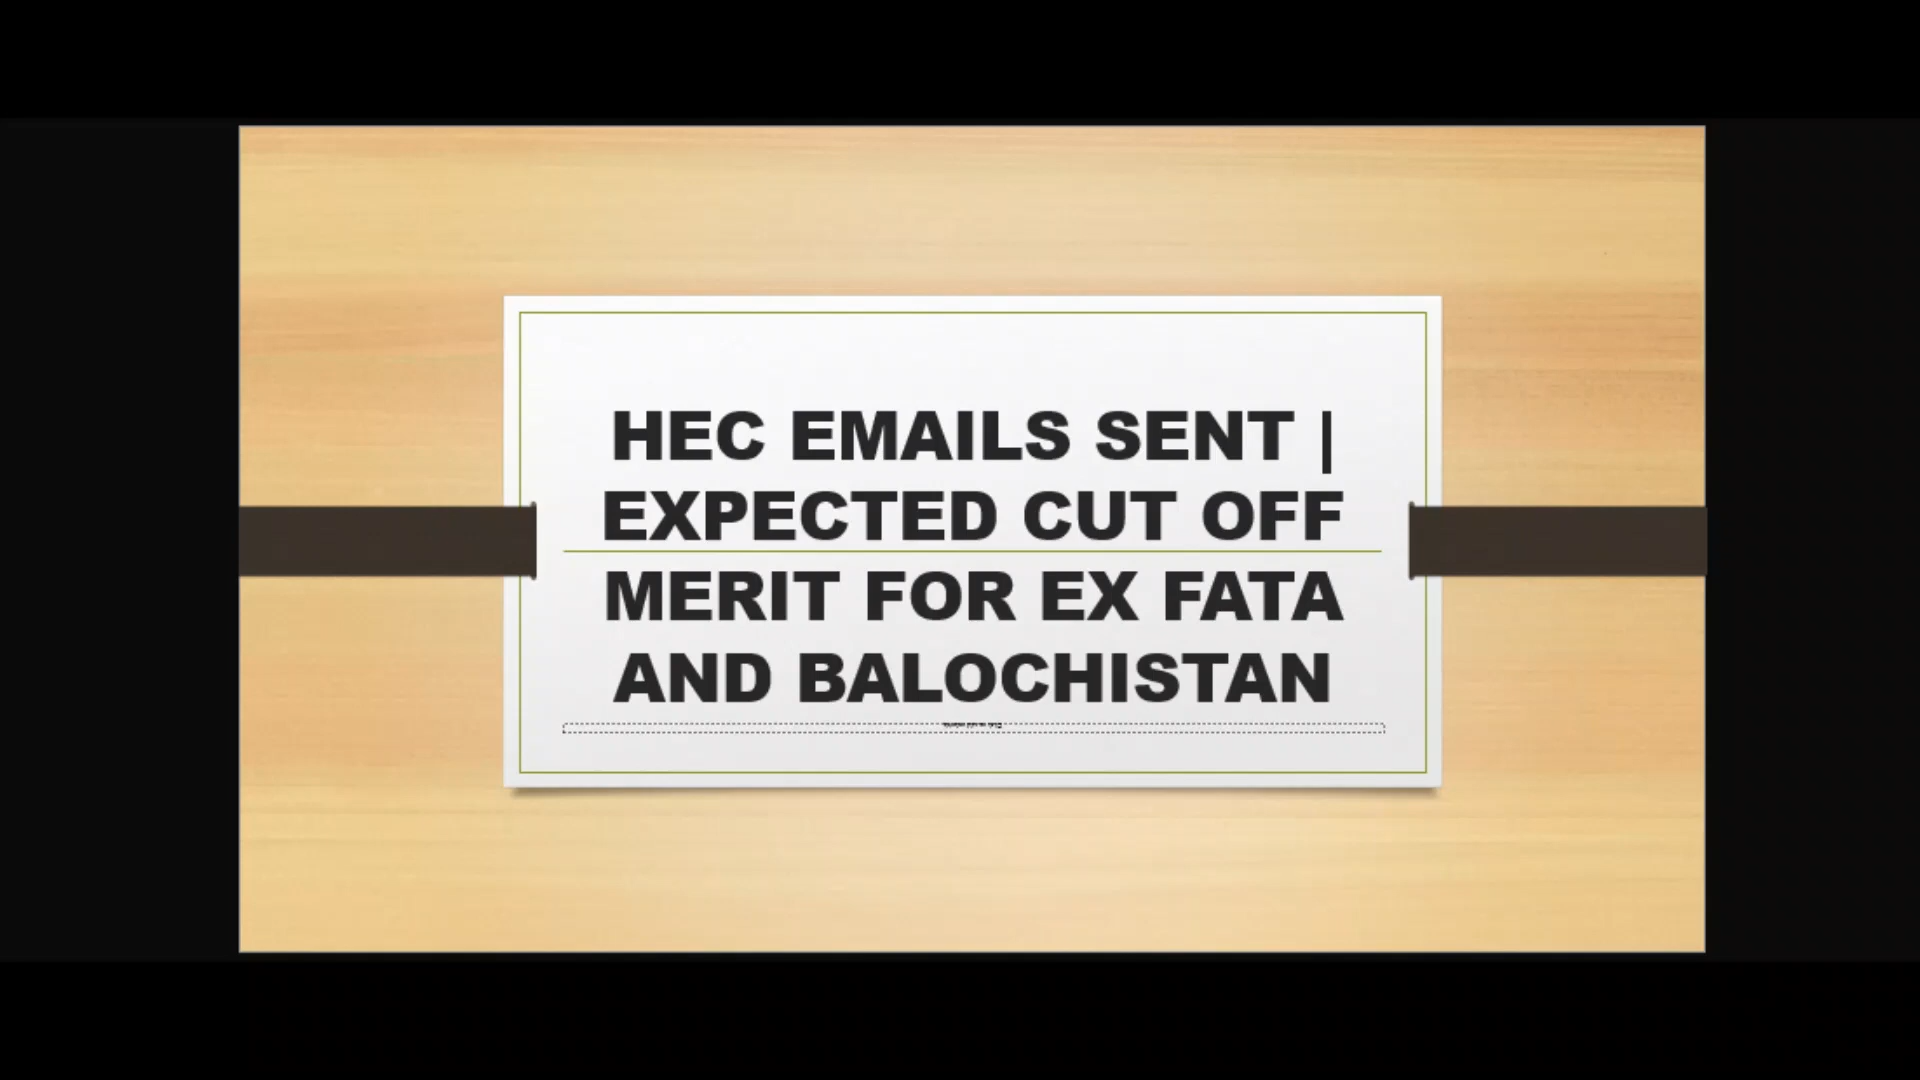 HEC EMAILS SENT |
EXPECTED CUT OFF
MERIT FOR EX FATA
AND BALOCHISTAN